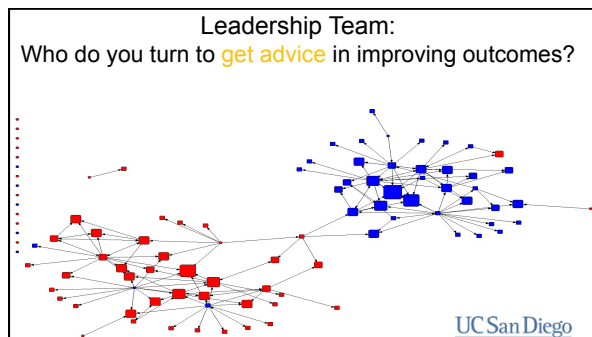 Leadership Team:
Who do you turn to get advice in improving outcomes?
UC San Diego